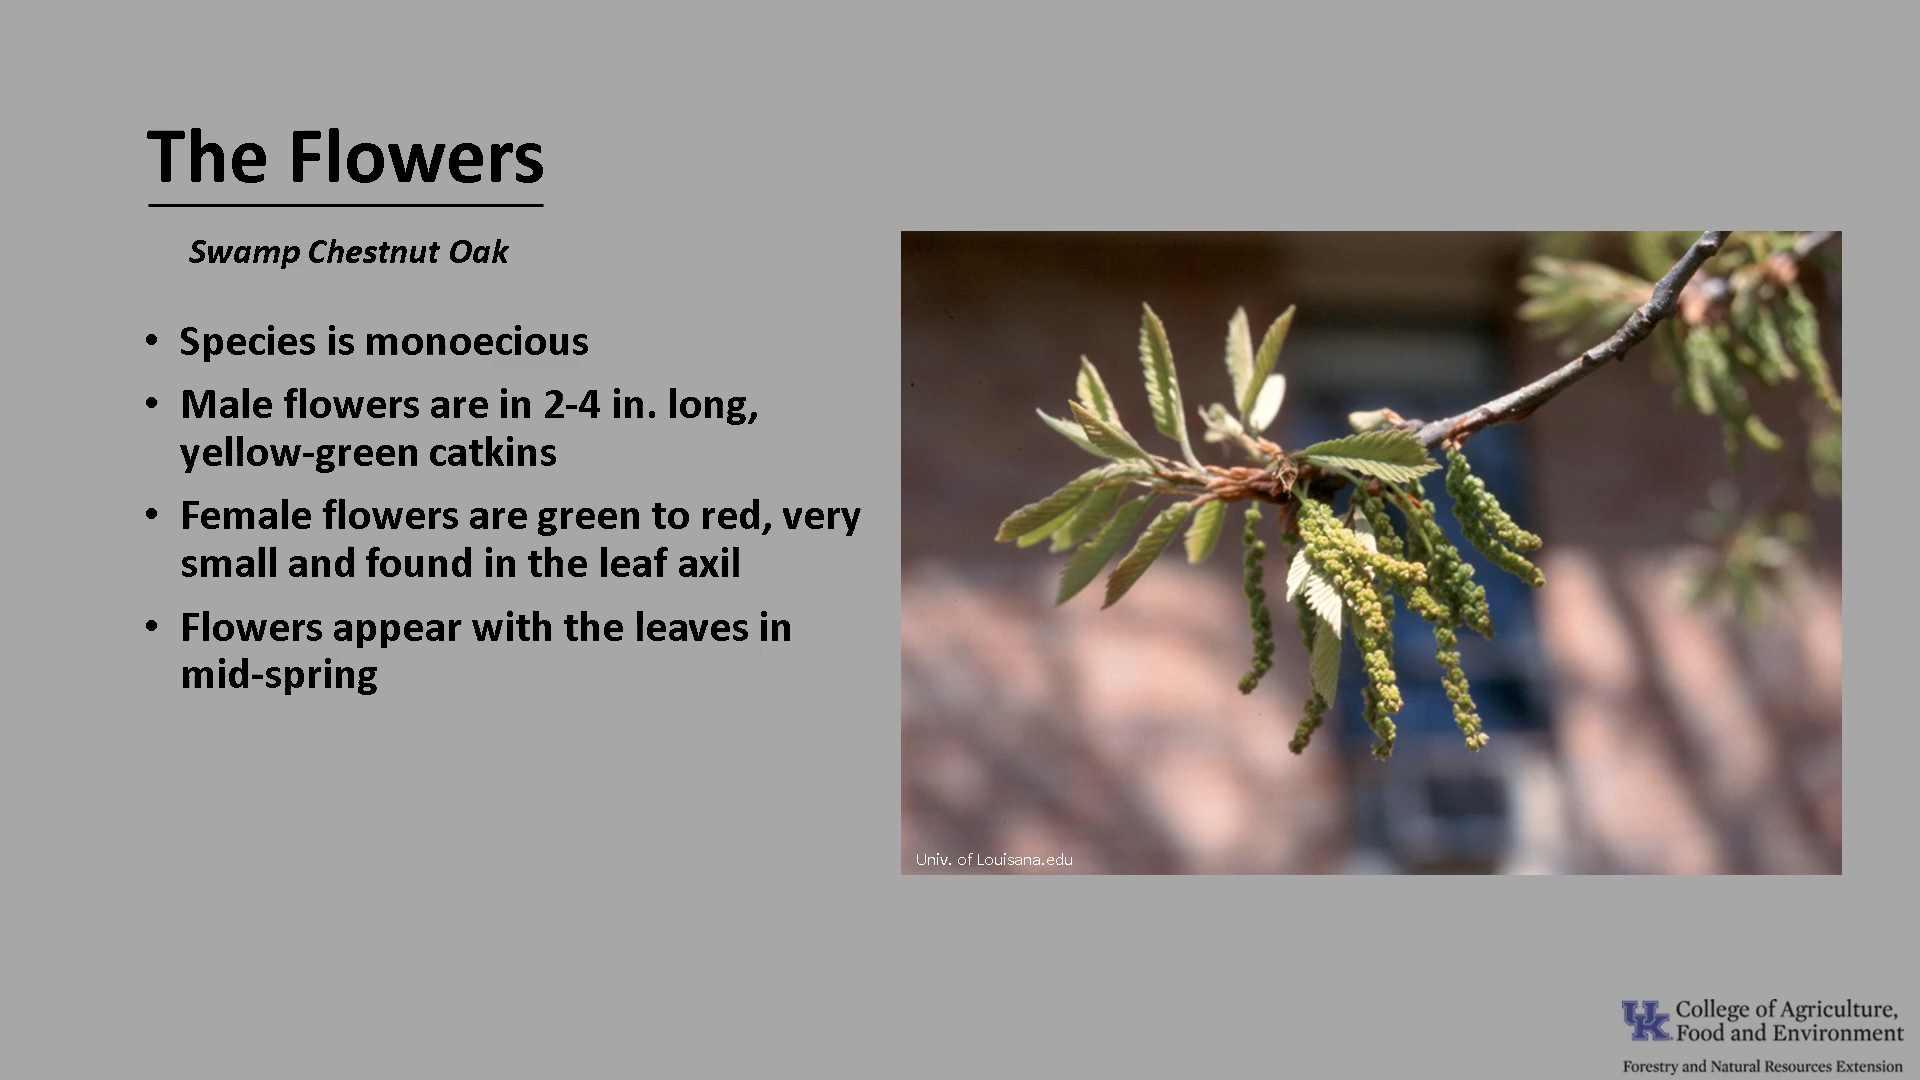 The Flowers
Swamp Chestnut Oak
• Species is monoecious
• Male flowers are in 2-4 in. long,
yellow-green catkins
• Female flowers are green to red, very
small and found in the leaf axil
• Flowers appear with the leaves in
mid-spring
Univ. of Louisana.edu
UK College of Agriculture,
Food and Environment
Forestry and Natural Resources Extension